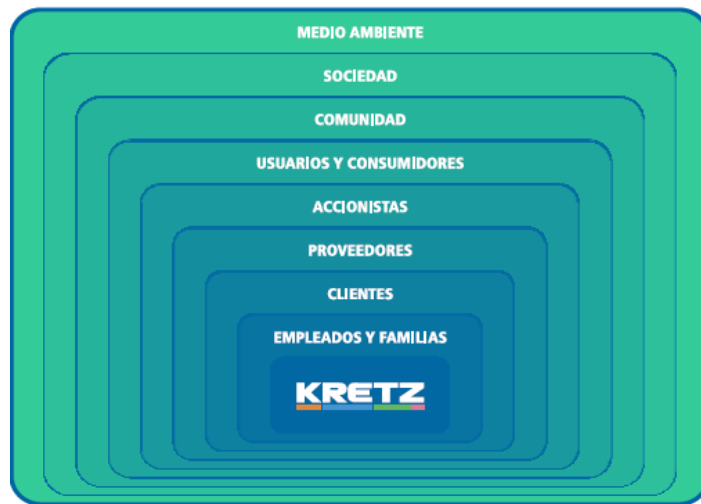 MEDIO AMBIENTE
SOCIEDAD
COMUNIDAD
USUARIOS Y CONSUMIDORES
ACCIONISTAS
PROVEEDORES
CLIENTES
EMPLEADOS Y FAMILIAS
KRETZ